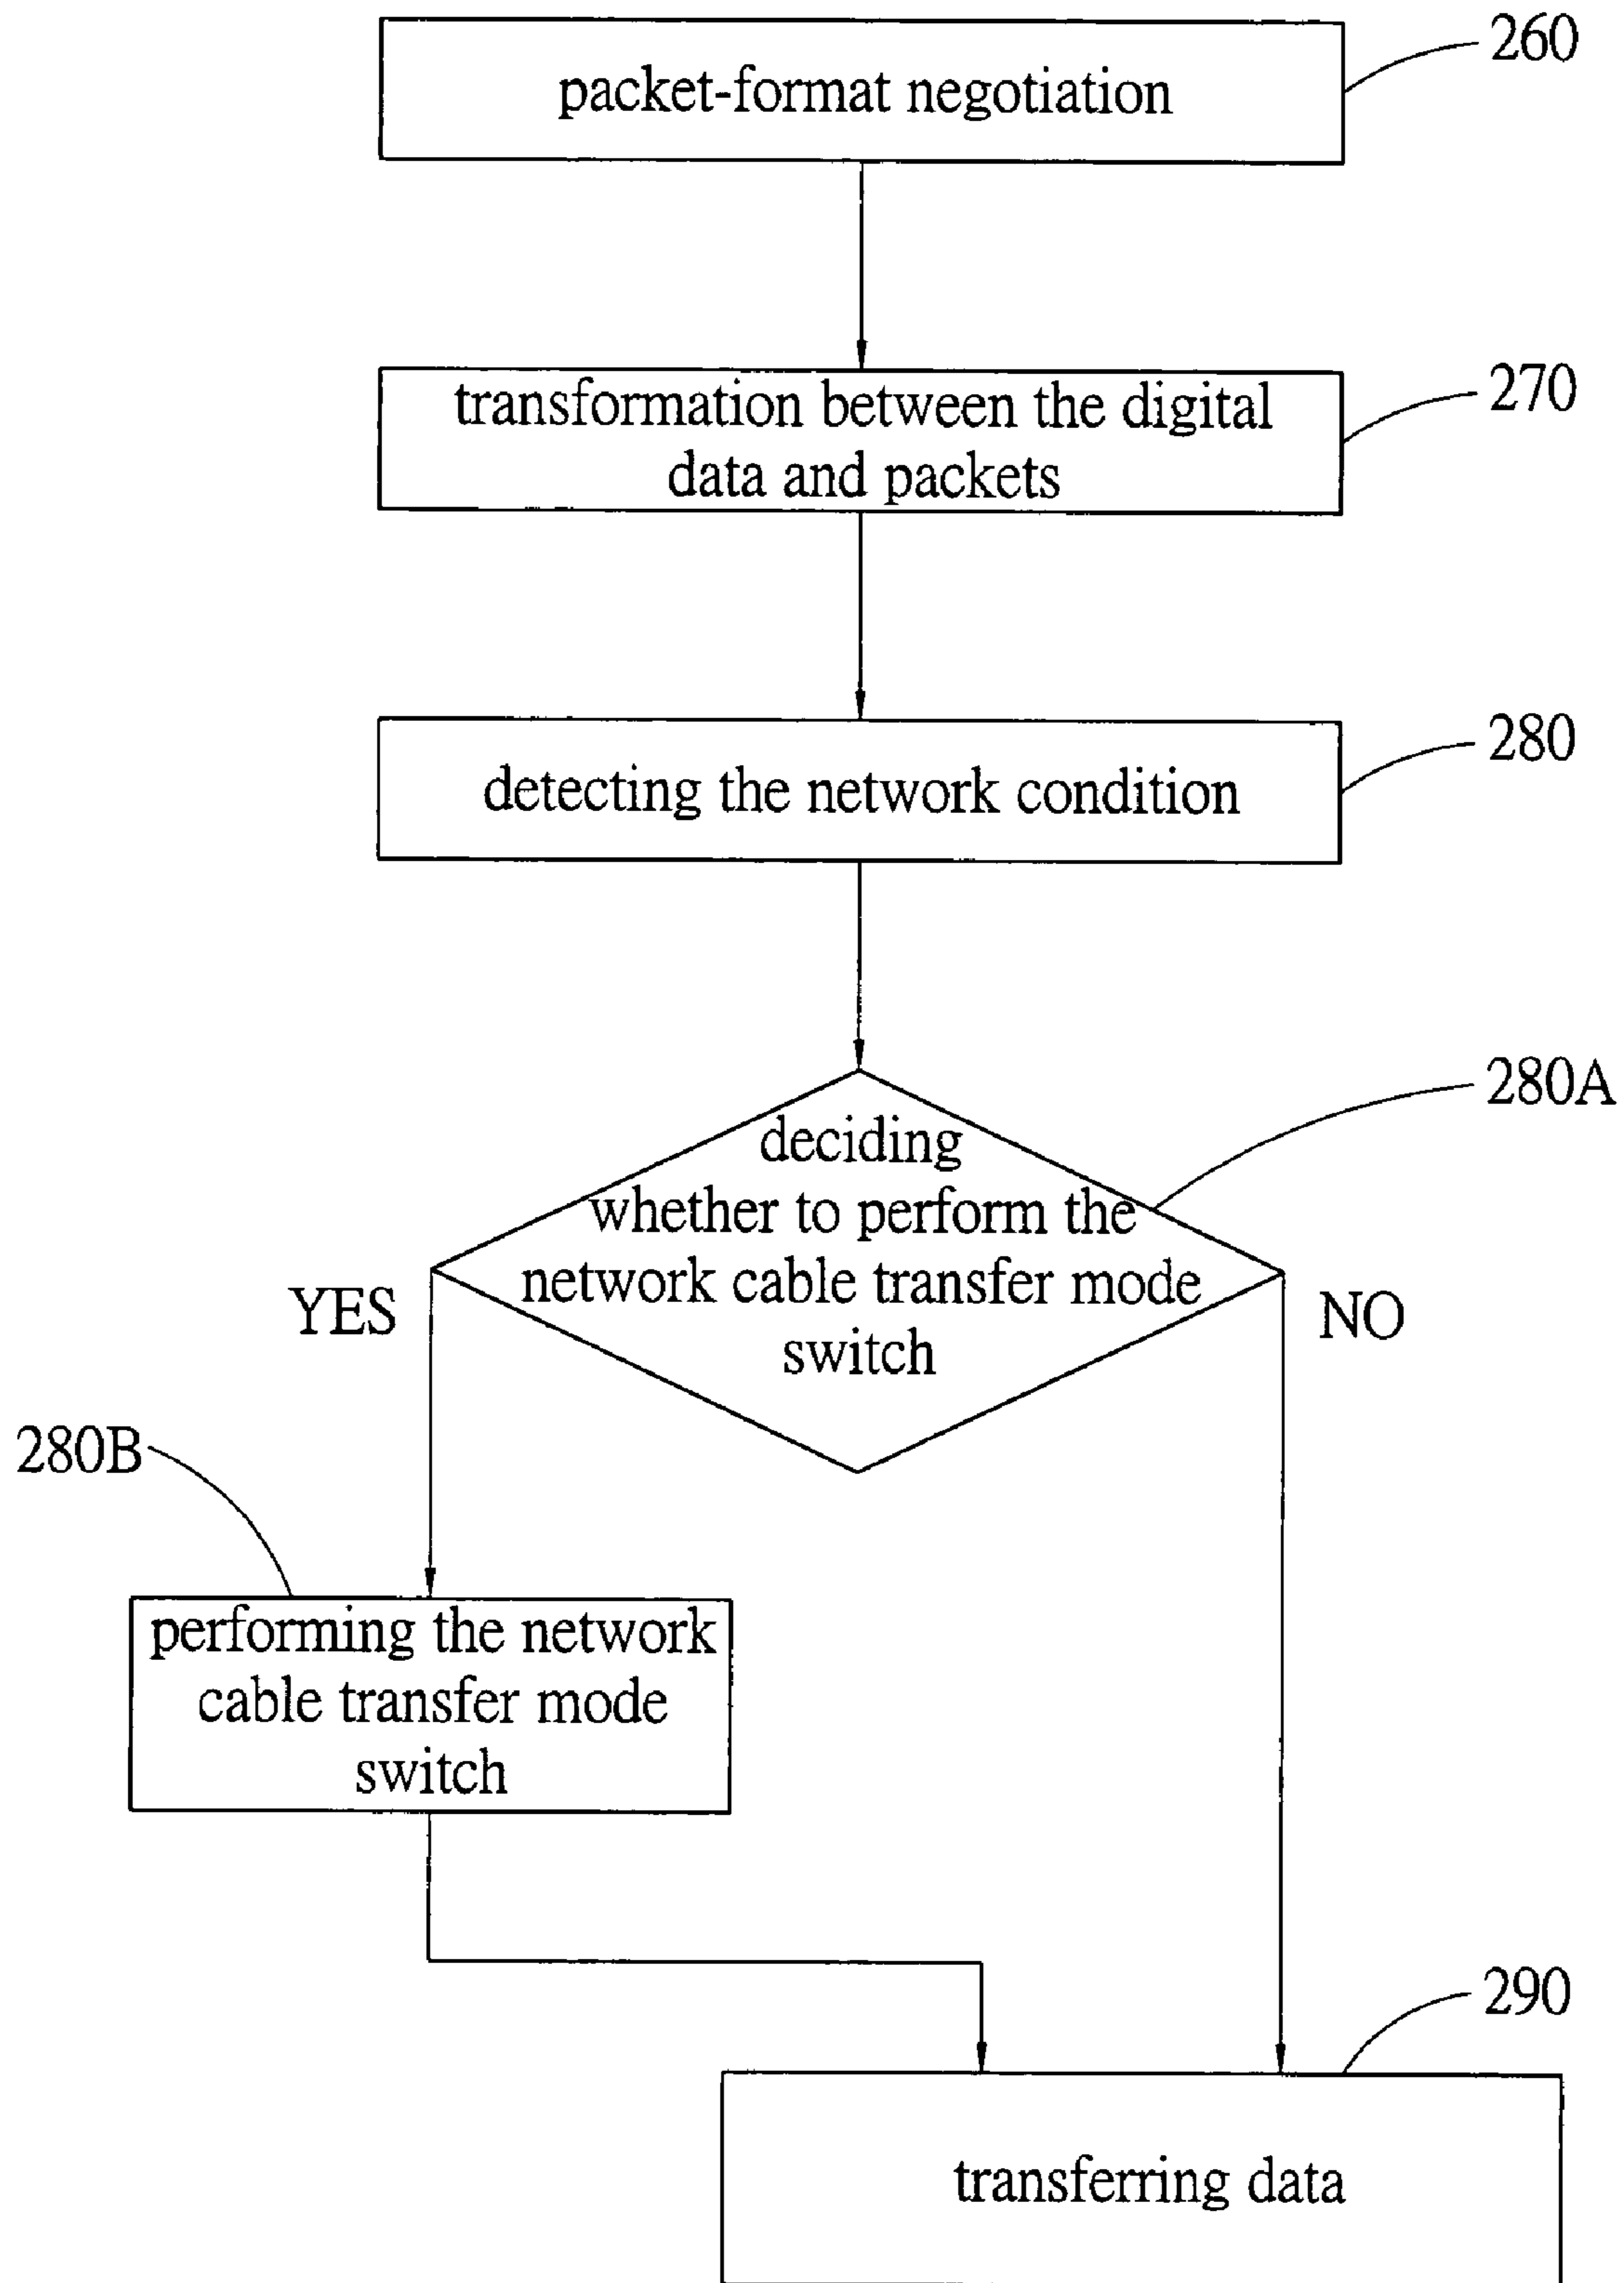 260
packet-format negotiation
270
transformation between the digital
data and packets
280
detecting the network condition
280A
deciding
whether to perform the
network cable transfer mode
switch
YES
NO
280B
performing the network
cable transfer mode
switch
290
transferring data